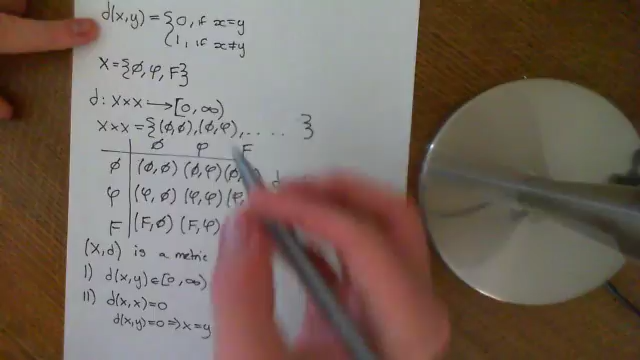 d(x,y) = { 0, if x=y
1, if x≠y
X = {ø, φ, F}
d: X×X → [0, ∞)
X×X = {(ø,ø),(ø,φ), .... }
ø φ F
ø (ø,ø) (ø,φ) (ø
φ (φ,ø) (φ,φ) (φ,
F (F,ø) (F,φ)
(X,d) is a metric
I) d(x,y) ∈ [0, ∞)
II) d(x,x)=0
d(x,y)=0 ⇒ x=y